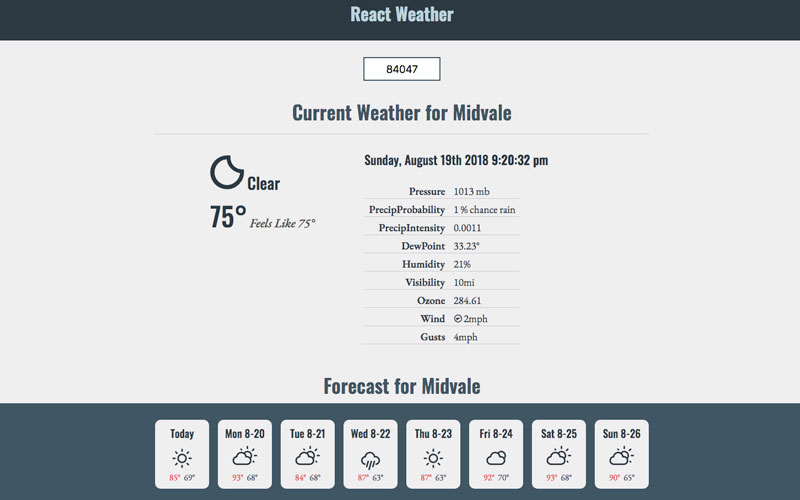 React Weather
84047
Current Weather for Midvale
Clear
75° Feels Like 75°
Sunday, August 19th 2018 9:20:32 pm
Pressure 1013 mb
PrecipProbability 1 % chance rain
PrecipIntensity 0.0011
DewPoint 33.23°
Humidity 21%
Visibility 10mi
Ozone 284.61
Wind 2mph
Gusts 4mph
Forecast for Midvale
Today
85° 69°
Mon 8-20
93° 68°
Tue 8-21
84° 68°
Wed 8-22
87° 63°
Thu 8-23
87° 63°
Fri 8-24
92° 70°
Sat 8-25
93° 68°
Sun 8-26
90° 65°